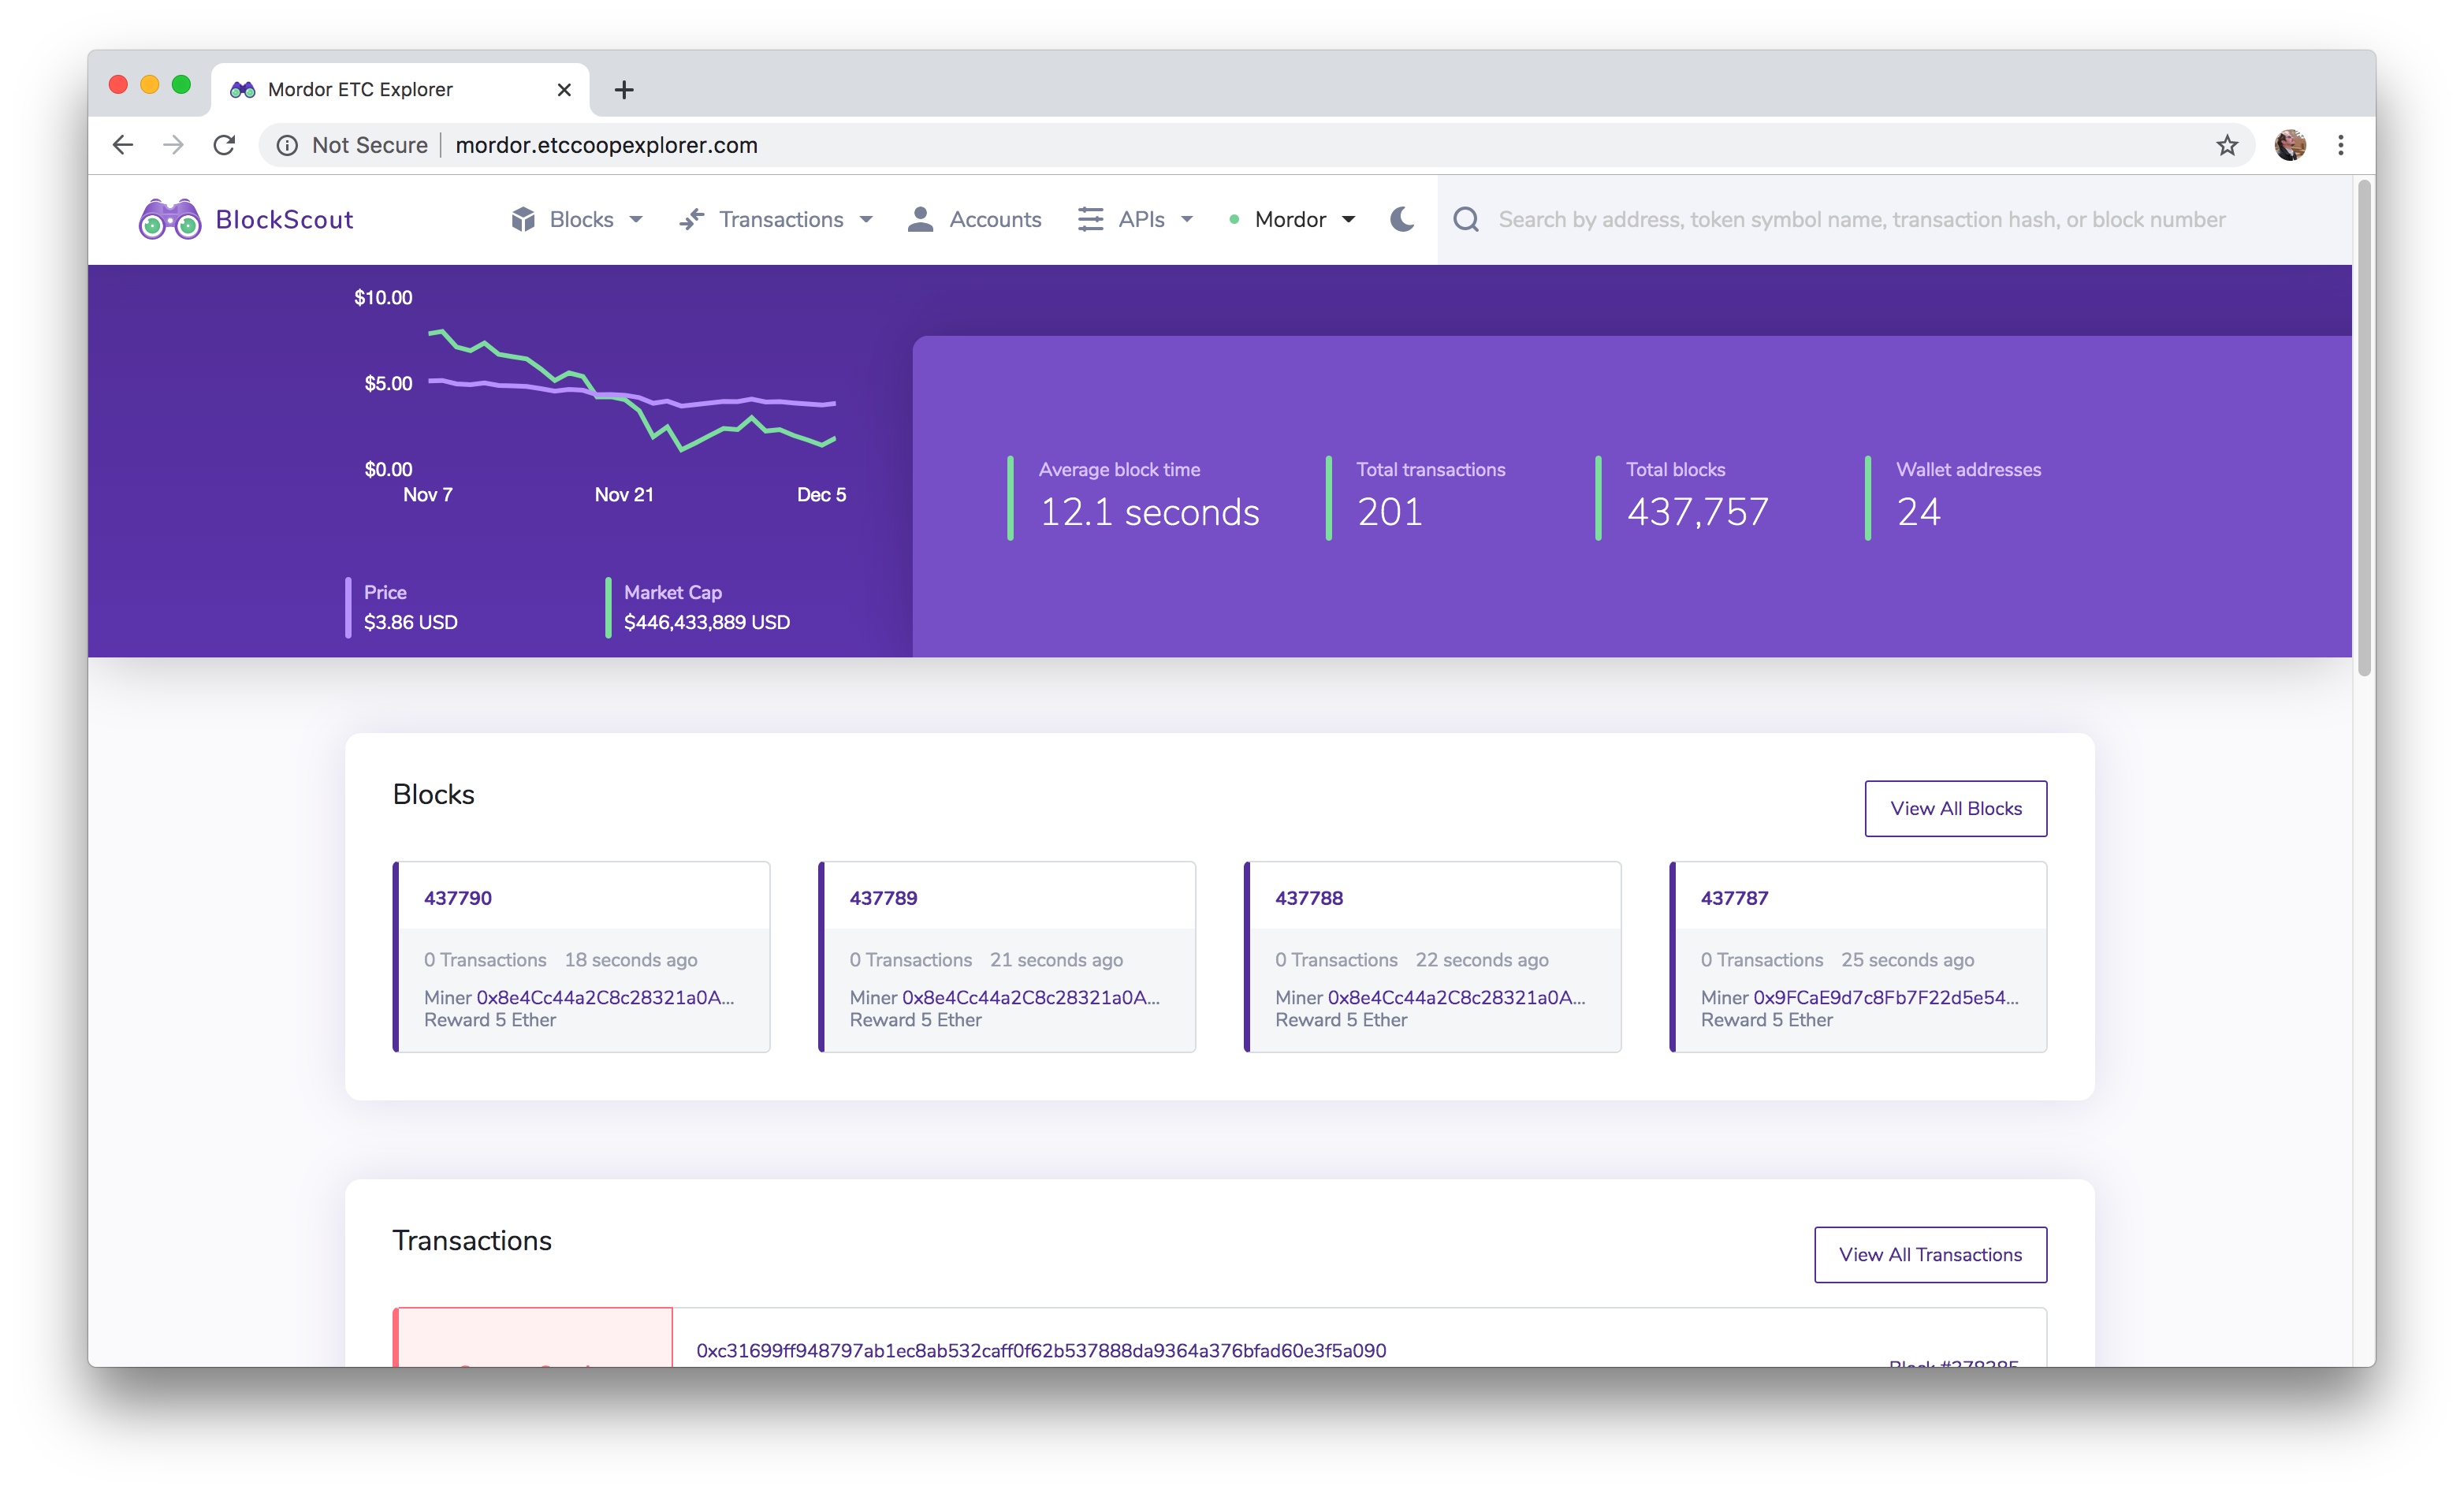 Mordor ETC Explorer
Not Secure mordor.etccoopexplorer.com
BlockScout Blocks Transactions Accounts APIs Mordor Search by address, token symbol name, transaction hash, or block number
$10.00
$5.00
$0.00
Nov 7 Nov 21 Dec 5
Price Market Cap
$3.86 USD $446,433,889 USD
Average block time Total transactions Total blocks Wallet addresses
12.1 seconds 201 437,757 24
Blocks
View All Blocks
437790
0 Transactions 18 seconds ago
Miner 0x8e4Cc44a2C8c28321a0A...
Reward 5 Ether
437789
0 Transactions 21 seconds ago
Miner 0x8e4Cc44a2C8c28321a0A...
Reward 5 Ether
437788
0 Transactions 22 seconds ago
Miner 0x8e4Cc44a2C8c28321a0A...
Reward 5 Ether
437787
0 Transactions 25 seconds ago
Miner 0x9FCaE9d7c8Fb7F22d5e54...
Reward 5 Ether
Transactions
View All Transactions
0xc31699ff948797ab1ec8ab532caff0f62b537888da9364a376bfad60e3f5a090
Block #378285